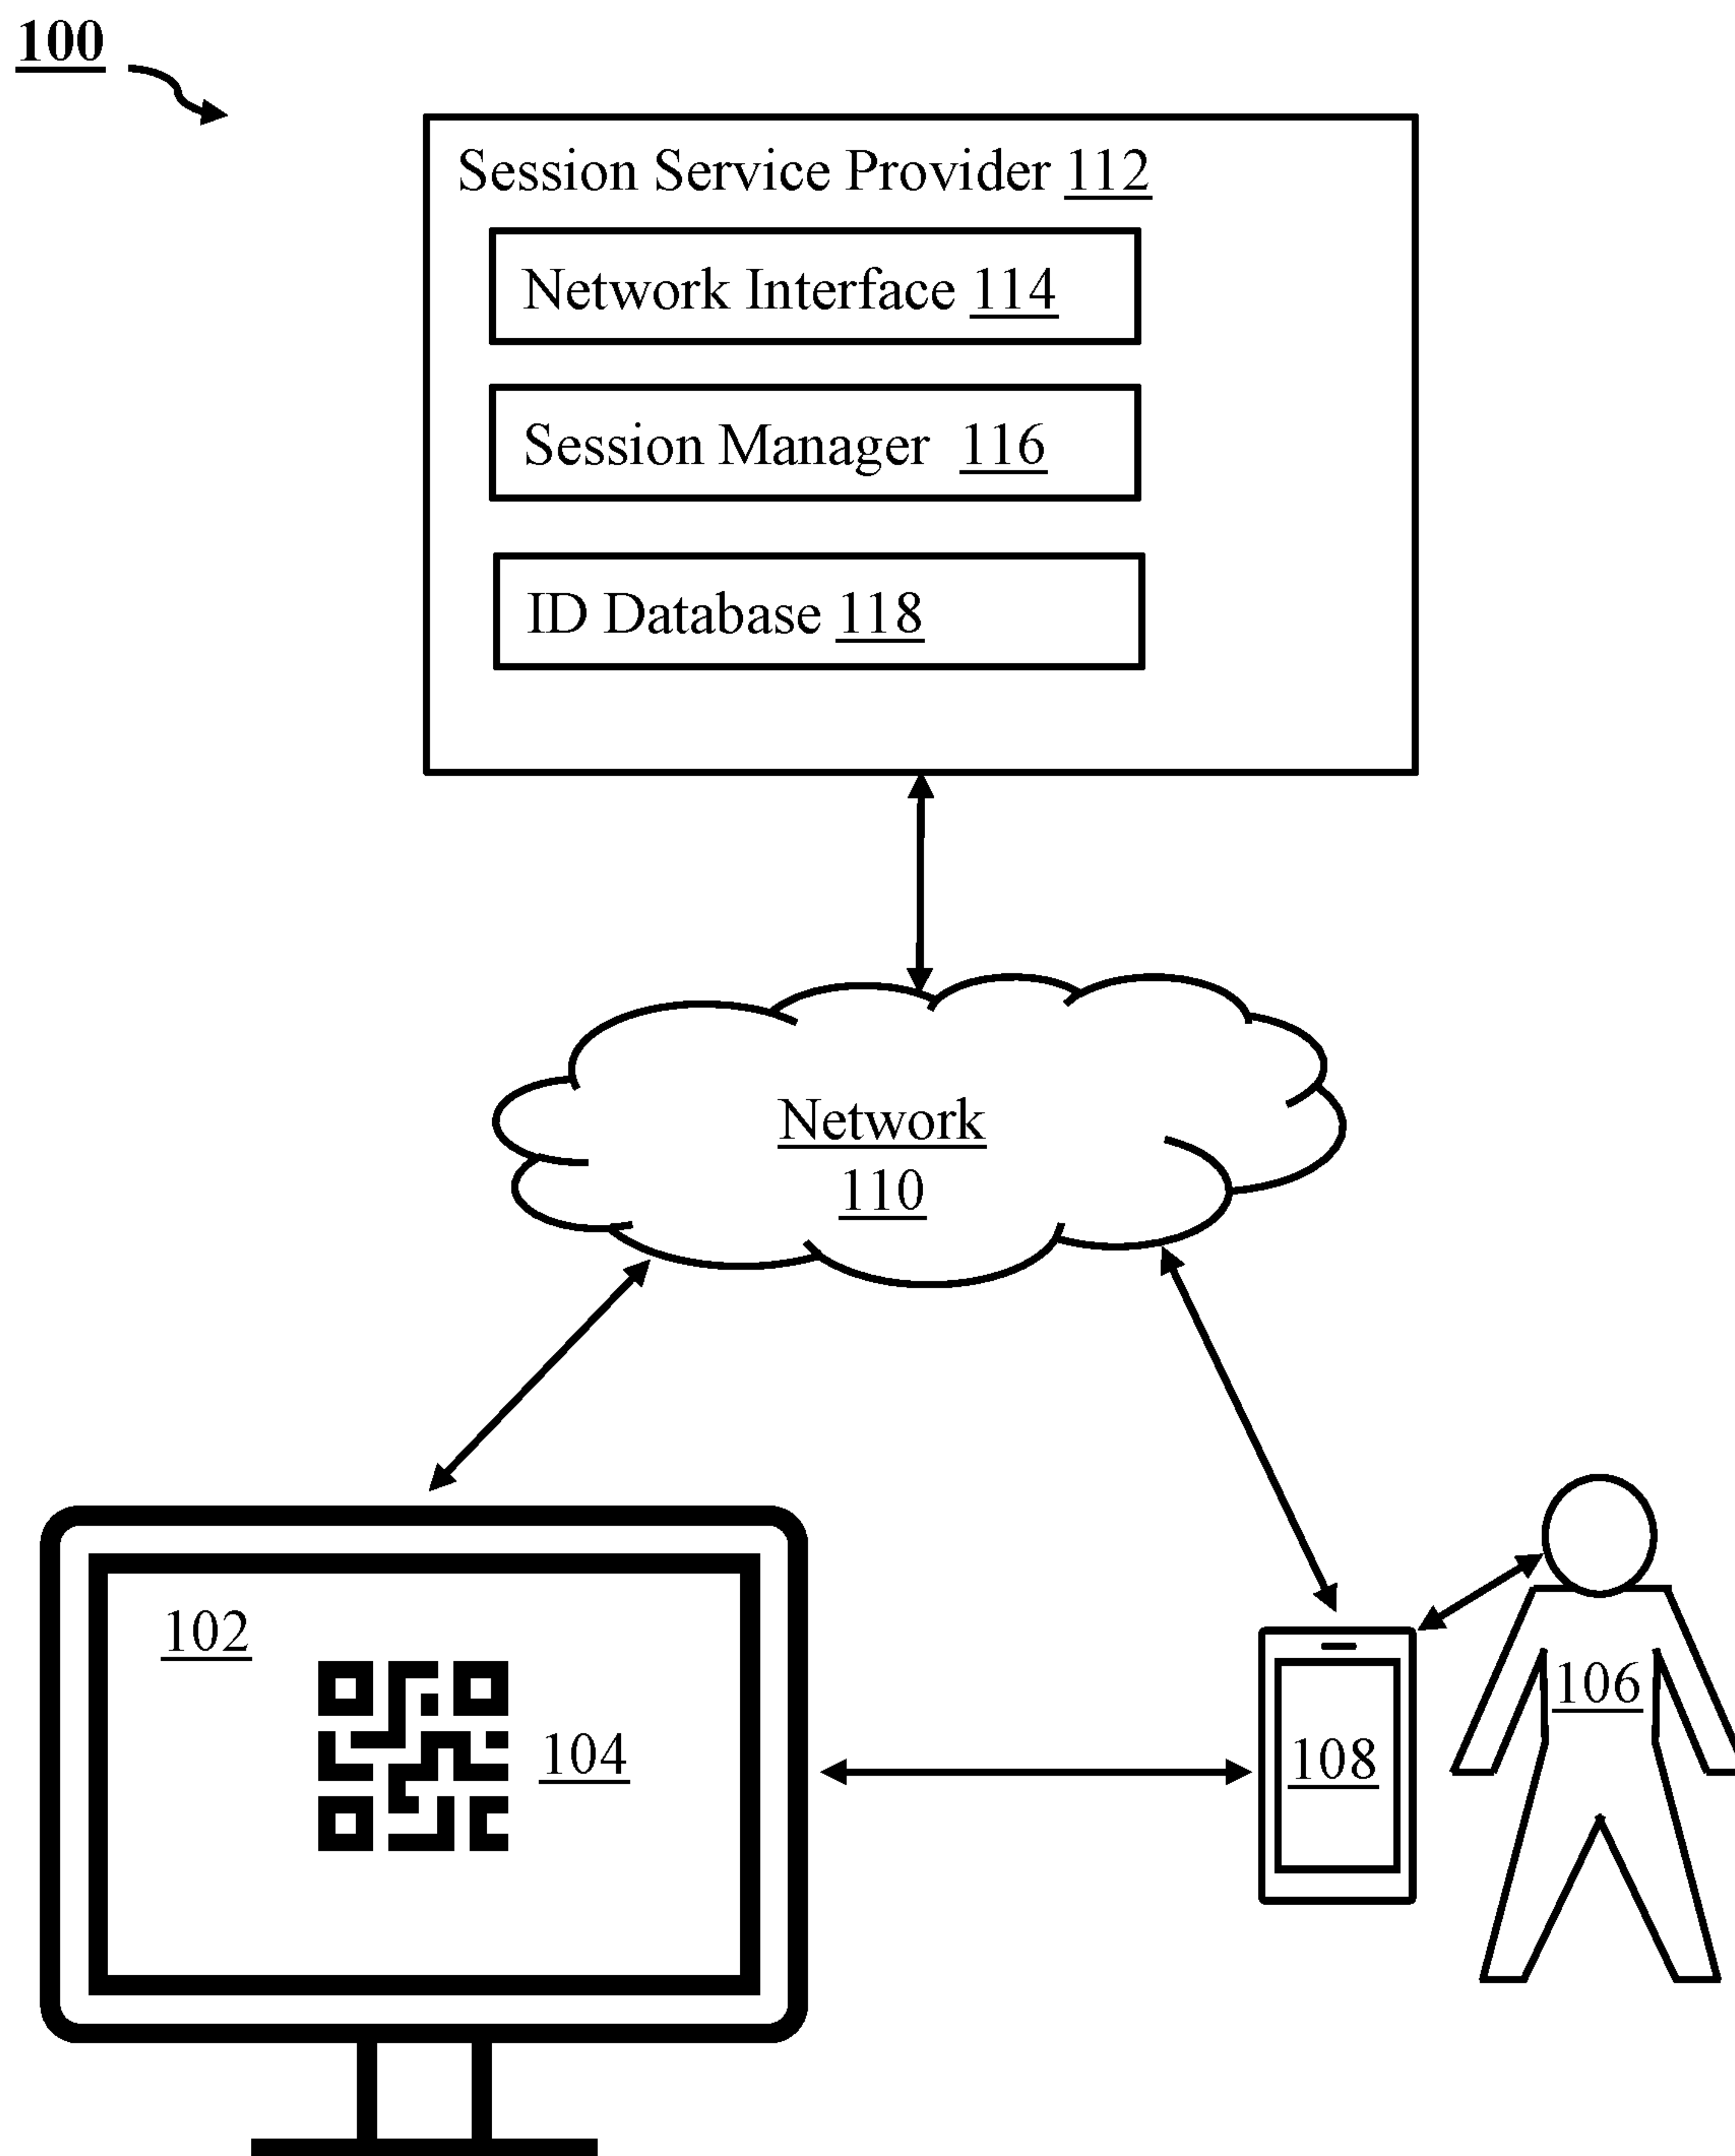 100
Session Service Provider 112
Network Interface 114
Session Manager 116
ID Database 118
Network
110
102
104
106
108